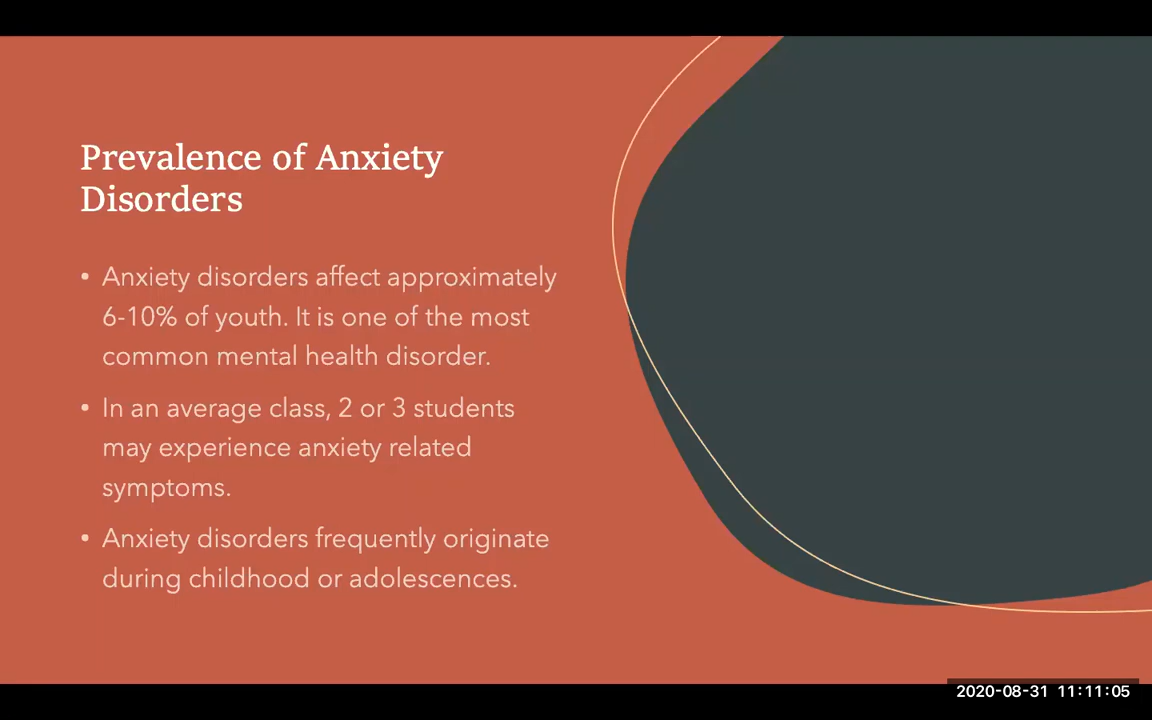 Prevalence of Anxiety
Disorders
• Anxiety disorders affect approximately
6-10% of youth. It is one of the most
common mental health disorder.
• In an average class, 2 or 3 students
may experience anxiety related
symptoms.
• Anxiety disorders frequently originate
during childhood or adolescences.
2020-08-31 11:11:05